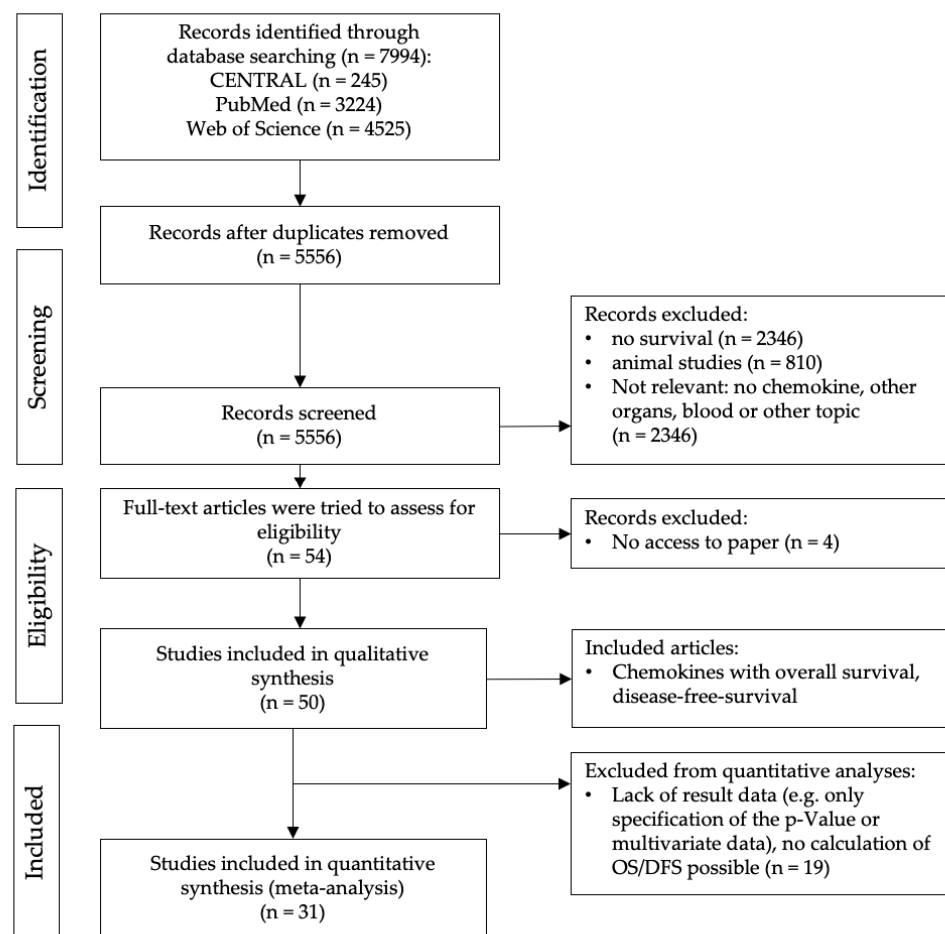 Identification
Records identified through
database searching (n = 7994):
CENTRAL (n = 245)
PubMed (n = 3224)
Web of Science (n = 4525)
Records after duplicates removed
(n = 5556)
Screening
Records screened
(n = 5556)
Records excluded:
• no survival (n = 2346)
• animal studies (n = 810)
• Not relevant: no chemokine, other
organs, blood or other topic
(n = 2346)
Eligibility
Full-text articles were tried to assess for
eligibility
(n = 54)
Records excluded:
• No access to paper (n = 4)
Studies included in qualitative
synthesis
(n = 50)
Included articles:
• Chemokines with overall survival,
disease-free-survival
Included
Excluded from quantitative analyses:
• Lack of result data (e.g. only
specification of the p-Value or
multivariate data), no calculation of
OS/DFS possible (n = 19)
Studies included in quantitative
synthesis (meta-analysis)
(n = 31)